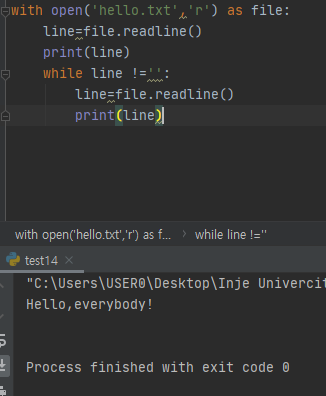 with open('hello.txt','r') as file:
line=file.readline()
print(line)
while line !='':
line=file.readline()
print(line)
with open('hello.txt','r') as f... > while line !=''
test14 ×
"C:\Users\USER0\Desktop\Inje Univercit
Hello,everybody!
Process finished with exit code 0